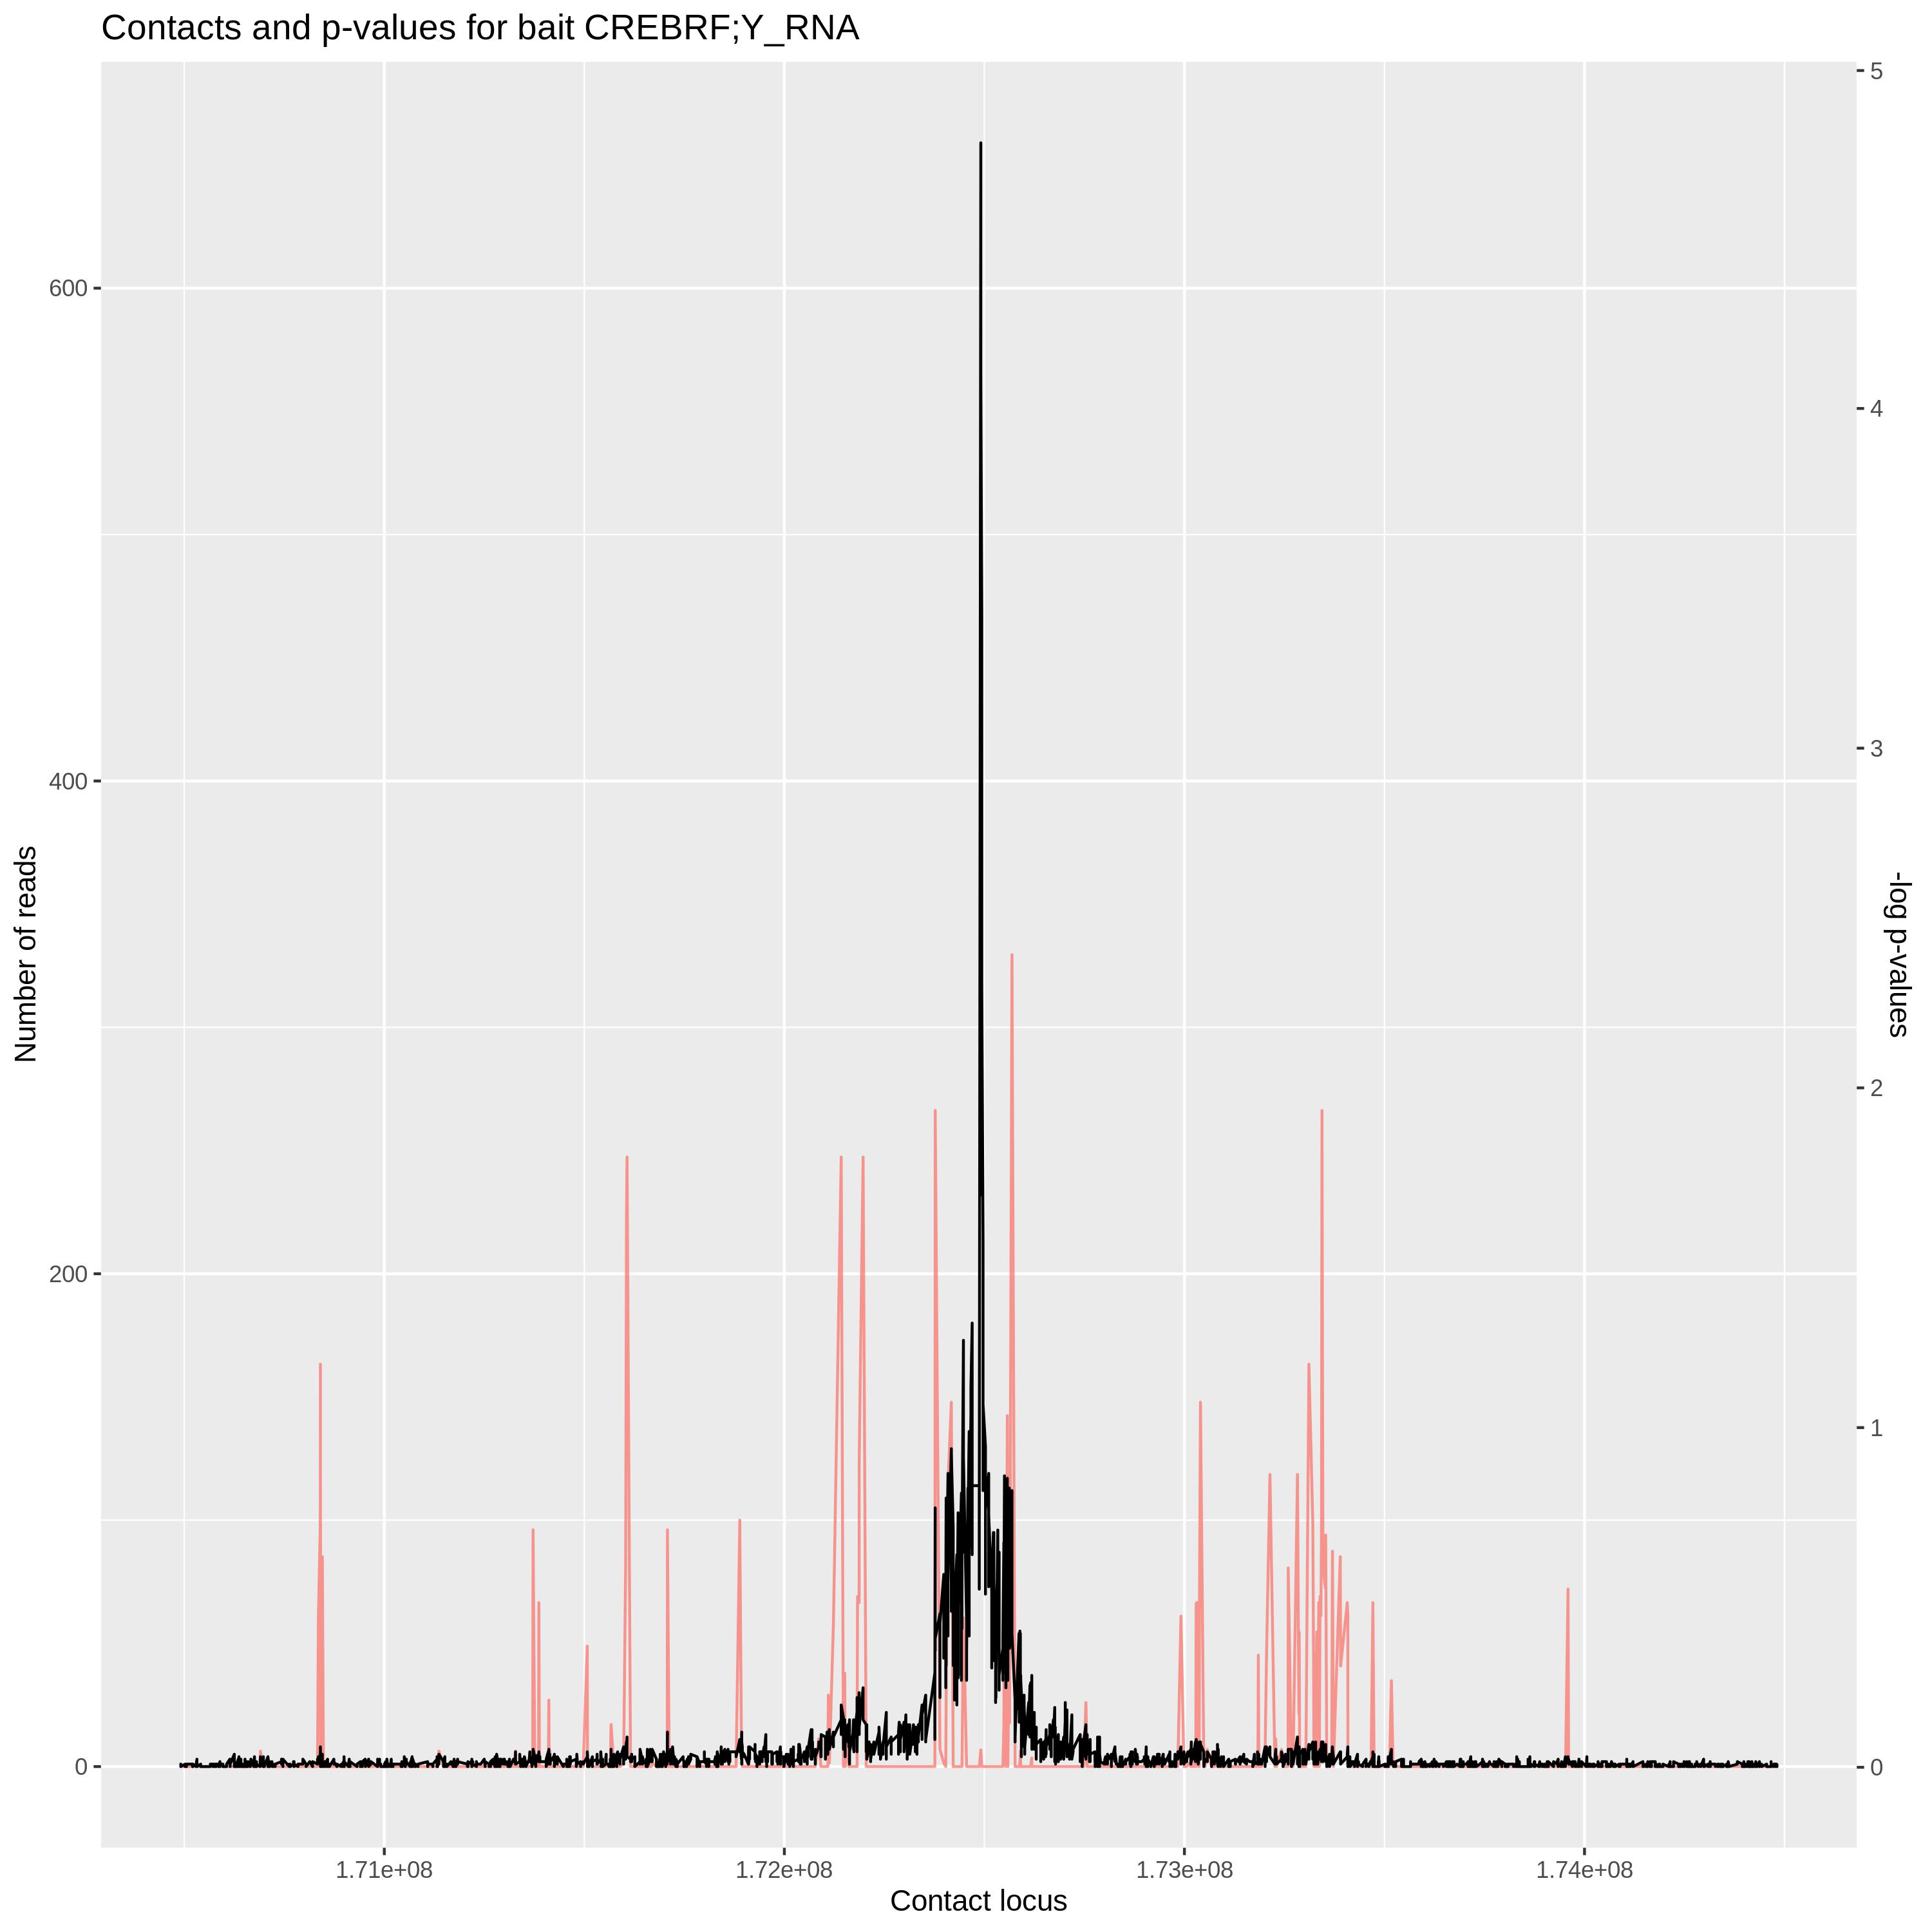 Contacts and p-values for bait CREBRF;Y_RNA
Number of reads
600
400
200
0
5
4
3
2
1
0
-log p-values
1.71e+08
1.72e+08
1.73e+08
1.74e+08
Contact locus